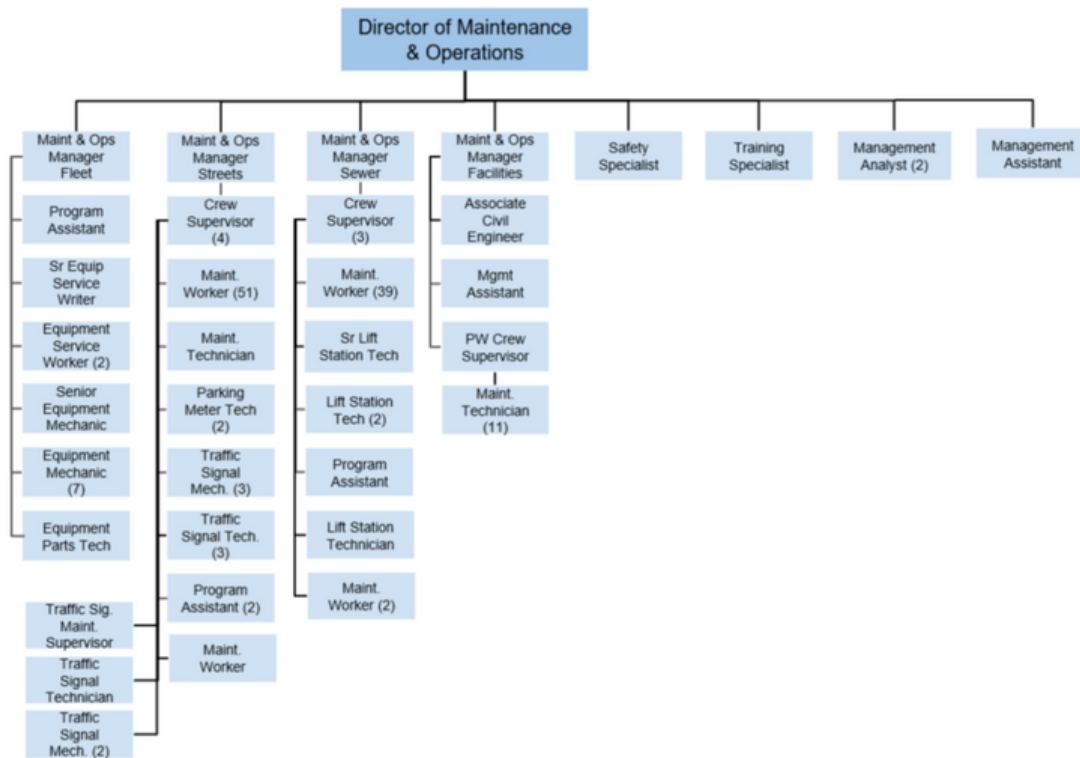 Director of Maintenance
& Operations
Maint & Ops
Manager
Fleet
Maint & Ops
Manager
Streets
Maint & Ops
Manager
Sewer
Maint & Ops
Manager
Facilities
Safety
Specialist
Training
Specialist
Management
Analyst (2)
Management
Assistant
Program
Assistant
Sr Equip
Service
Writer
Equipment
Service
Worker (2)
Senior
Equipment
Mechanic
Equipment
Mechanic
(7)
Equipment
Parts Tech
Crew
Supervisor
(4)
Maint.
Worker (51)
Maint.
Technician
Parking
Meter Tech
(2)
Traffic
Signal
Mech. (3)
Traffic
Signal Tech.
(3)
Program
Assistant (2)
Maint.
Worker
Traffic Sig.
Maint.
Supervisor
Traffic
Signal
Technician
Traffic
Signal
Mech. (2)
Crew
Supervisor
(3)
Maint.
Worker (39)
Sr Lift
Station Tech
Lift Station
Tech (2)
Program
Assistant
Lift Station
Technician
Maint.
Worker (2)
Associate
Civil
Engineer
Mgmt
Assistant
PW Crew
Supervisor
Maint.
Technician
(11)